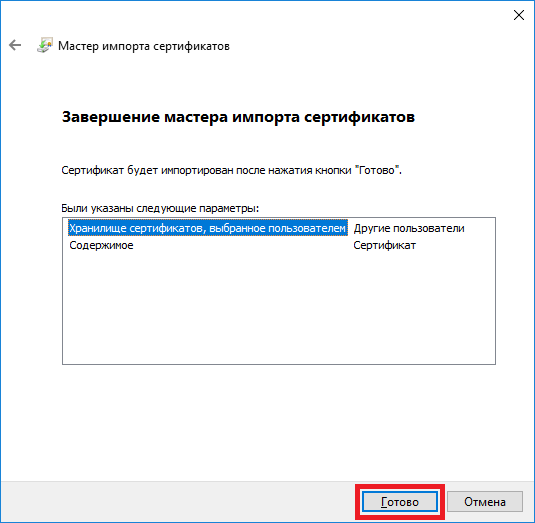 Мастер импорта сертификатов
Завершение мастера импорта сертификатов
Сертификат будет импортирован после нажатия кнопки "Готово".
Были указаны следующие параметры:
Хранилище сертификатов, выбранное пользователем Другие пользователи
Содержимое Сертификат
Готово Отмена